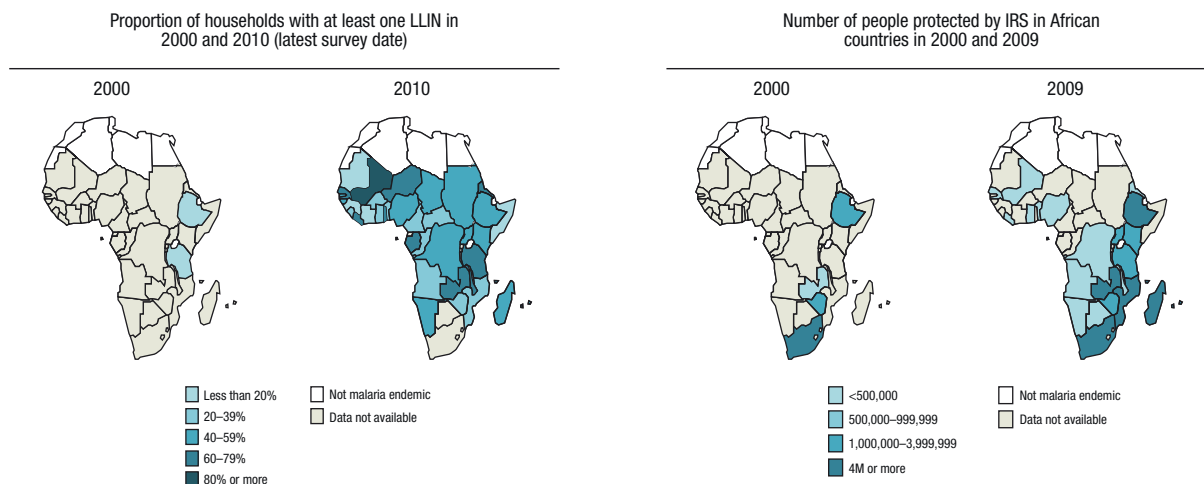 Proportion of households with at least one LLIN in
2000 and 2010 (latest survey date)
2000
2010
Less than 20%
20–39%
40–59%
60–79%
80% or more
Not malaria endemic
Data not available
Number of people protected by IRS in African
countries in 2000 and 2009
2000
2009
<500,000
500,000–999,999
1,000,000–3,999,999
4M or more
Not malaria endemic
Data not available